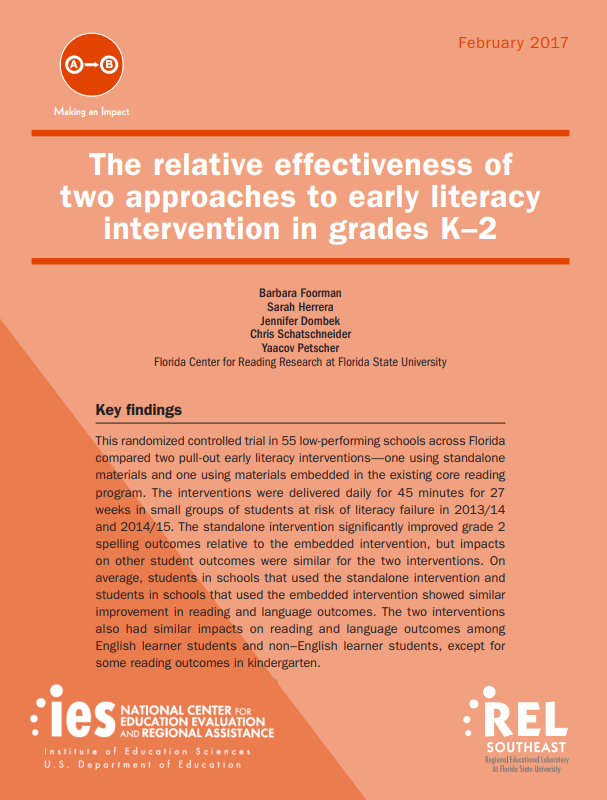 February 2017
A B
Making an Impact
The relative effectiveness of
two approaches to early literacy
intervention in grades K–2
Barbara Foorman
Sarah Herrera
Jennifer Dombek
Chris Schatschneider
Yaacov Petscher
Florida Center for Reading Research at Florida State University
Key findings
This randomized controlled trial in 55 low-performing schools across Florida
compared two pull-out early literacy interventions—one using standalone
materials and one using materials embedded in the existing core reading
program. The interventions were delivered daily for 45 minutes for 27
weeks in small groups of students at risk of literacy failure in 2013/14
and 2014/15. The standalone intervention significantly improved grade 2
spelling outcomes relative to the embedded intervention, but impacts
on other student outcomes were similar for the two interventions. On
average, students in schools that used the standalone intervention and
students in schools that used the embedded intervention showed similar
improvement in reading and language outcomes. The two interventions
also had similar impacts on reading and language outcomes among
English learner students and non–English learner students, except for
some reading outcomes in kindergarten.
ies NATIONAL CENTER FOR
EDUCATION EVALUATION
AND REGIONAL ASSISTANCE
Institute of Education Sciences
U.S. Department of Education
REL
SOUTHEAST
Regional Educational Laboratory
At Florida State University